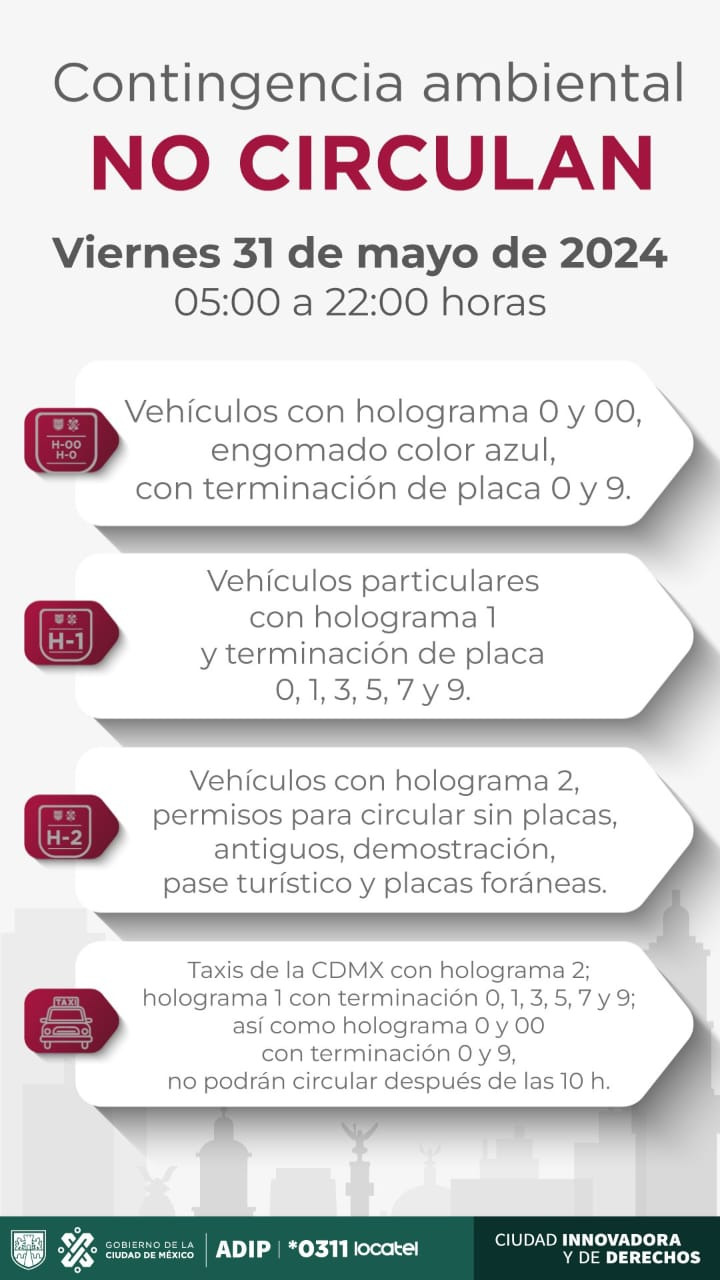 Contingencia ambiental
NO CIRCULAN
Viernes 31 de mayo de 2024
05:00 a 22:00 horas
H-00
H-0
Vehículos con holograma 0 y 00,
engomado color azul,
con terminación de placa 0 y 9.
H-1
Vehículos particulares
con holograma 1
y terminación de placa
0, 1, 3, 5, 7 y 9.
H-2
Vehículos con holograma 2,
permisos para circular sin placas,
antiguos, demostración,
pase turístico y placas foráneas.
TAXI
Taxis de la CDMX con holograma 2;
holograma 1 con terminación 0, 1, 3, 5, 7 y 9;
así como holograma 0 y 00
con terminación 0 y 9,
no podrán circular después de las 10 h.
GOBIERNO DE LA
CIUDAD DE MÉXICO
ADIP
*0311 locatel
CIUDAD INNOVADORA
Y DE DERECHOS